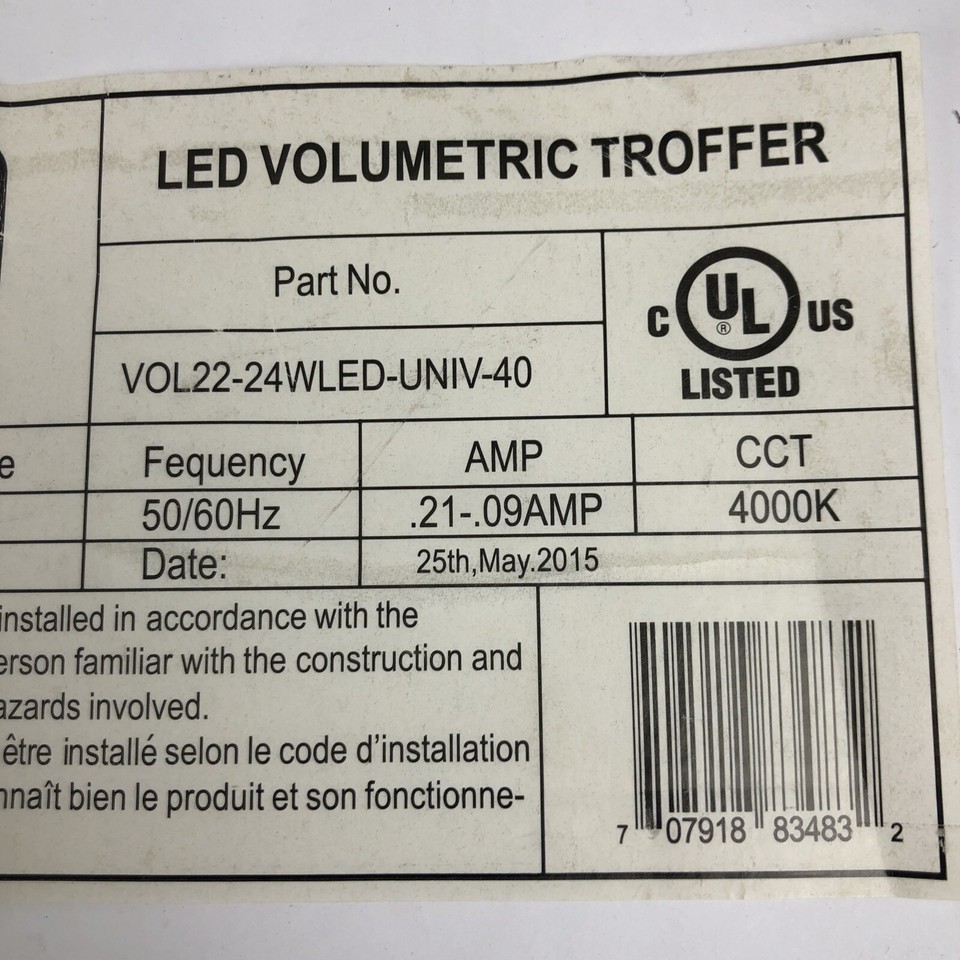 LED VOLUMETRIC TROFFER
Part No.
VOL22-24WLED-UNIV-40
C UL® US
LISTED
e Fequency AMP CCT
50/60Hz .21-.09AMP 4000K
Date: 25th,May.2015
installed in accordance with the
erson familiar with the construction and
azards involved.
être installé selon le code d'installation
nnaît bien le produit et son fonctionne-
7 07918 83483 2